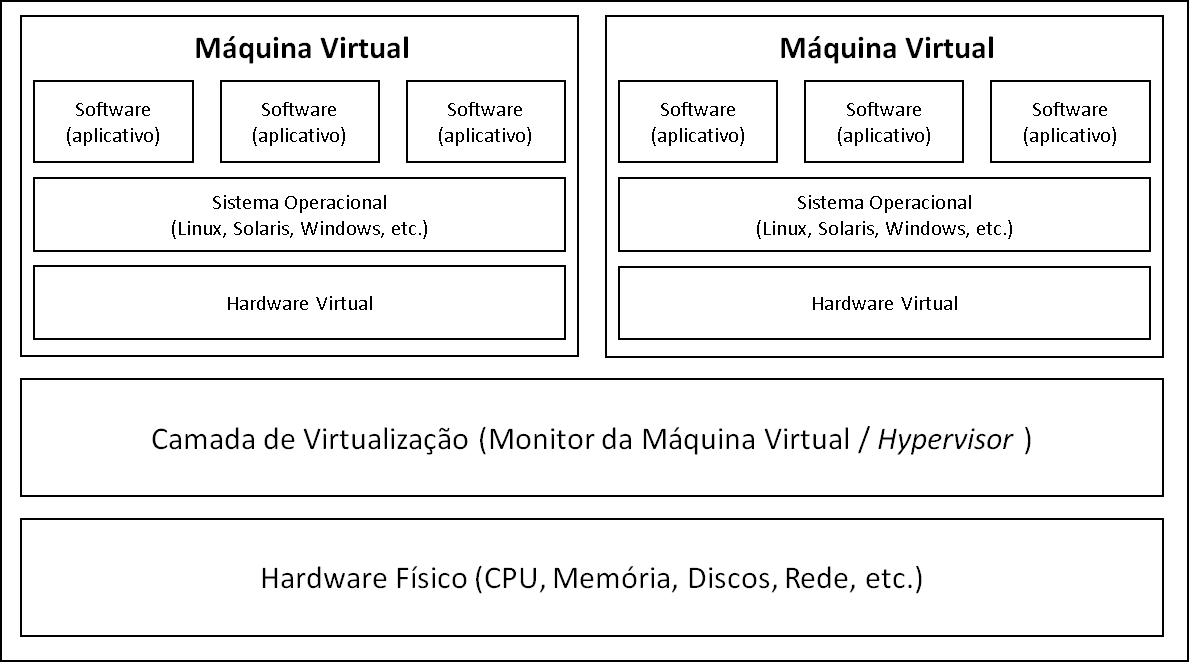 Máquina Virtual
Software
(aplicativo)
Software
(aplicativo)
Software
(aplicativo)
Sistema Operacional
(Linux, Solaris, Windows, etc.)
Hardware Virtual
Máquina Virtual
Software
(aplicativo)
Software
(aplicativo)
Software
(aplicativo)
Sistema Operacional
(Linux, Solaris, Windows, etc.)
Hardware Virtual
Camada de Virtualização (Monitor da Máquina Virtual / Hypervisor )
Hardware Físico (CPU, Memória, Discos, Rede, etc.)